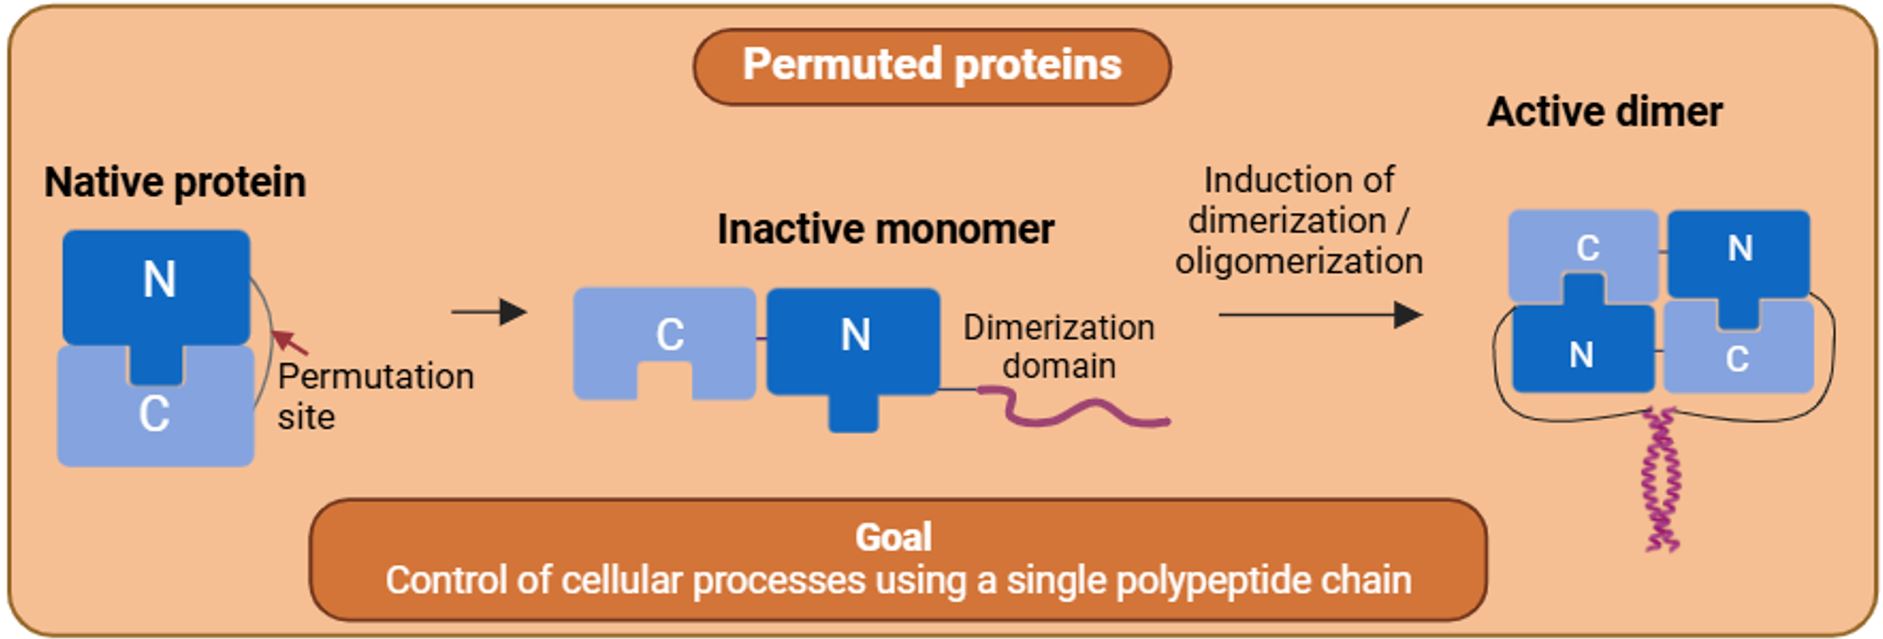 Permuted proteins
Native protein
N
C
Permutation
site
Inactive monomer
C
N
Dimerization
domain
Induction of
dimerization /
oligomerization
Active dimer
C
N
N
C
Goal
Control of cellular processes using a single polypeptide chain